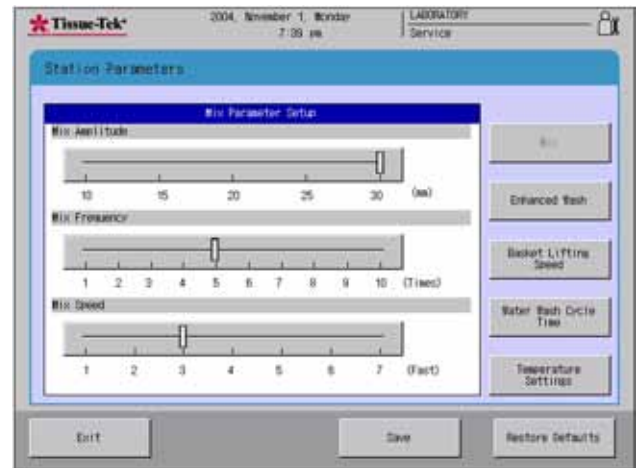 Tissue-Tek
2004, November 1, Monday
7:39 pm
LABORATORY
Service
Station Parameters
Mix Parameter Setup
Mix Amplitude
10 15 20 25 30 (mm)
Mix Frequency
1 2 3 4 5 6 7 8 9 10 (Times)
Mix Speed
1 2 3 4 5 6 7 (Fast)
Mix
Enhanced Wash
Basket Lifting
Speed
Water Wash Cycle
Time
Temperature
Settings
Exit
Save
Restore Defaults